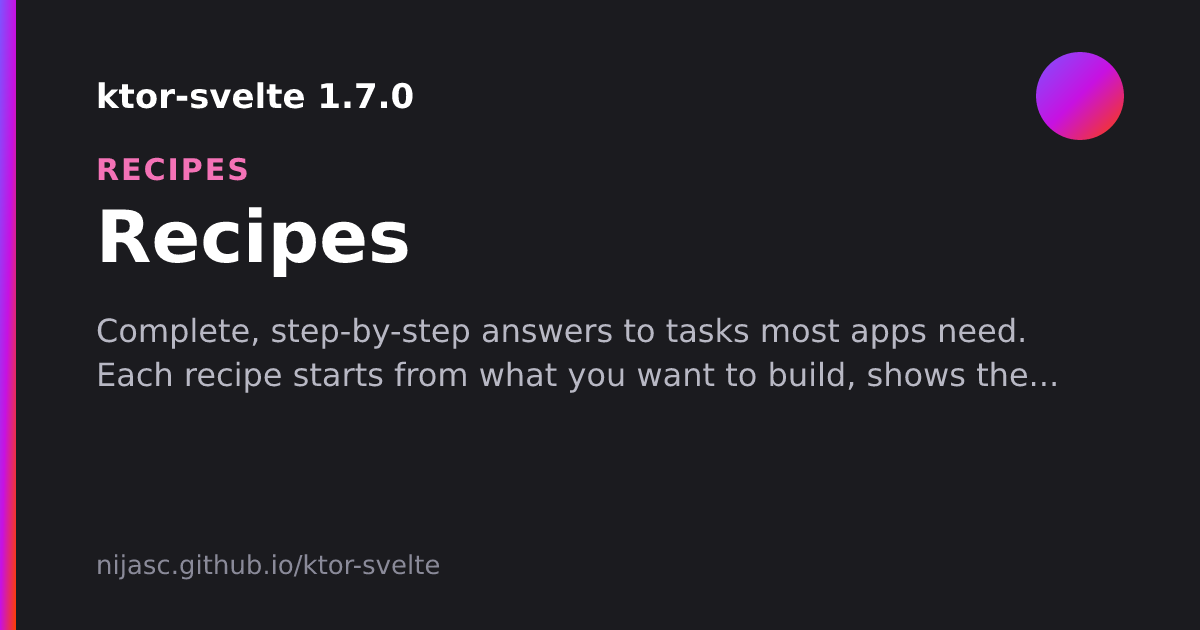 ktor-svelte 1.7.0
RECIPES
Recipes
Complete, step-by-step answers to tasks most apps need.
Each recipe starts from what you want to build, shows the...
nijasc.github.io/ktor-svelte